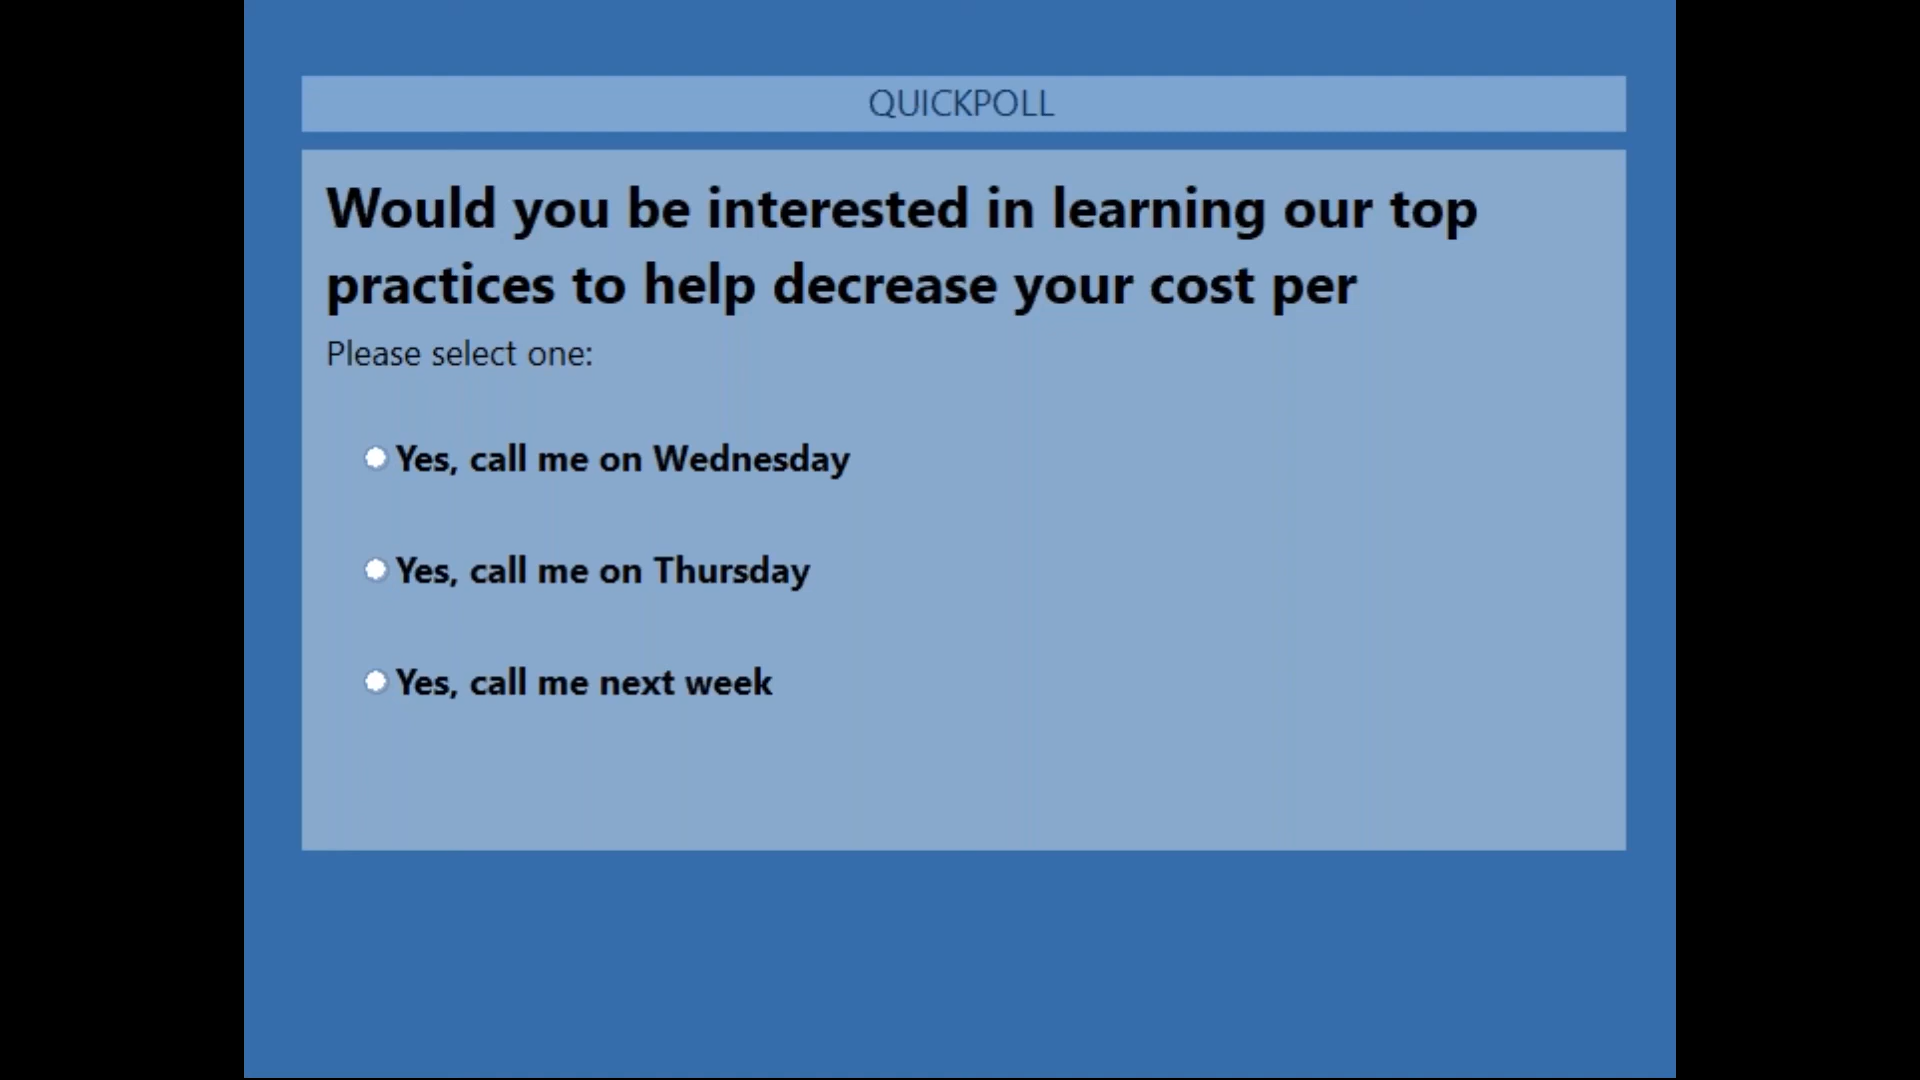 QUICKPOLL
Would you be interested in learning our top
practices to help decrease your cost per
Please select one:
Yes, call me on Wednesday
Yes, call me on Thursday
Yes, call me next week